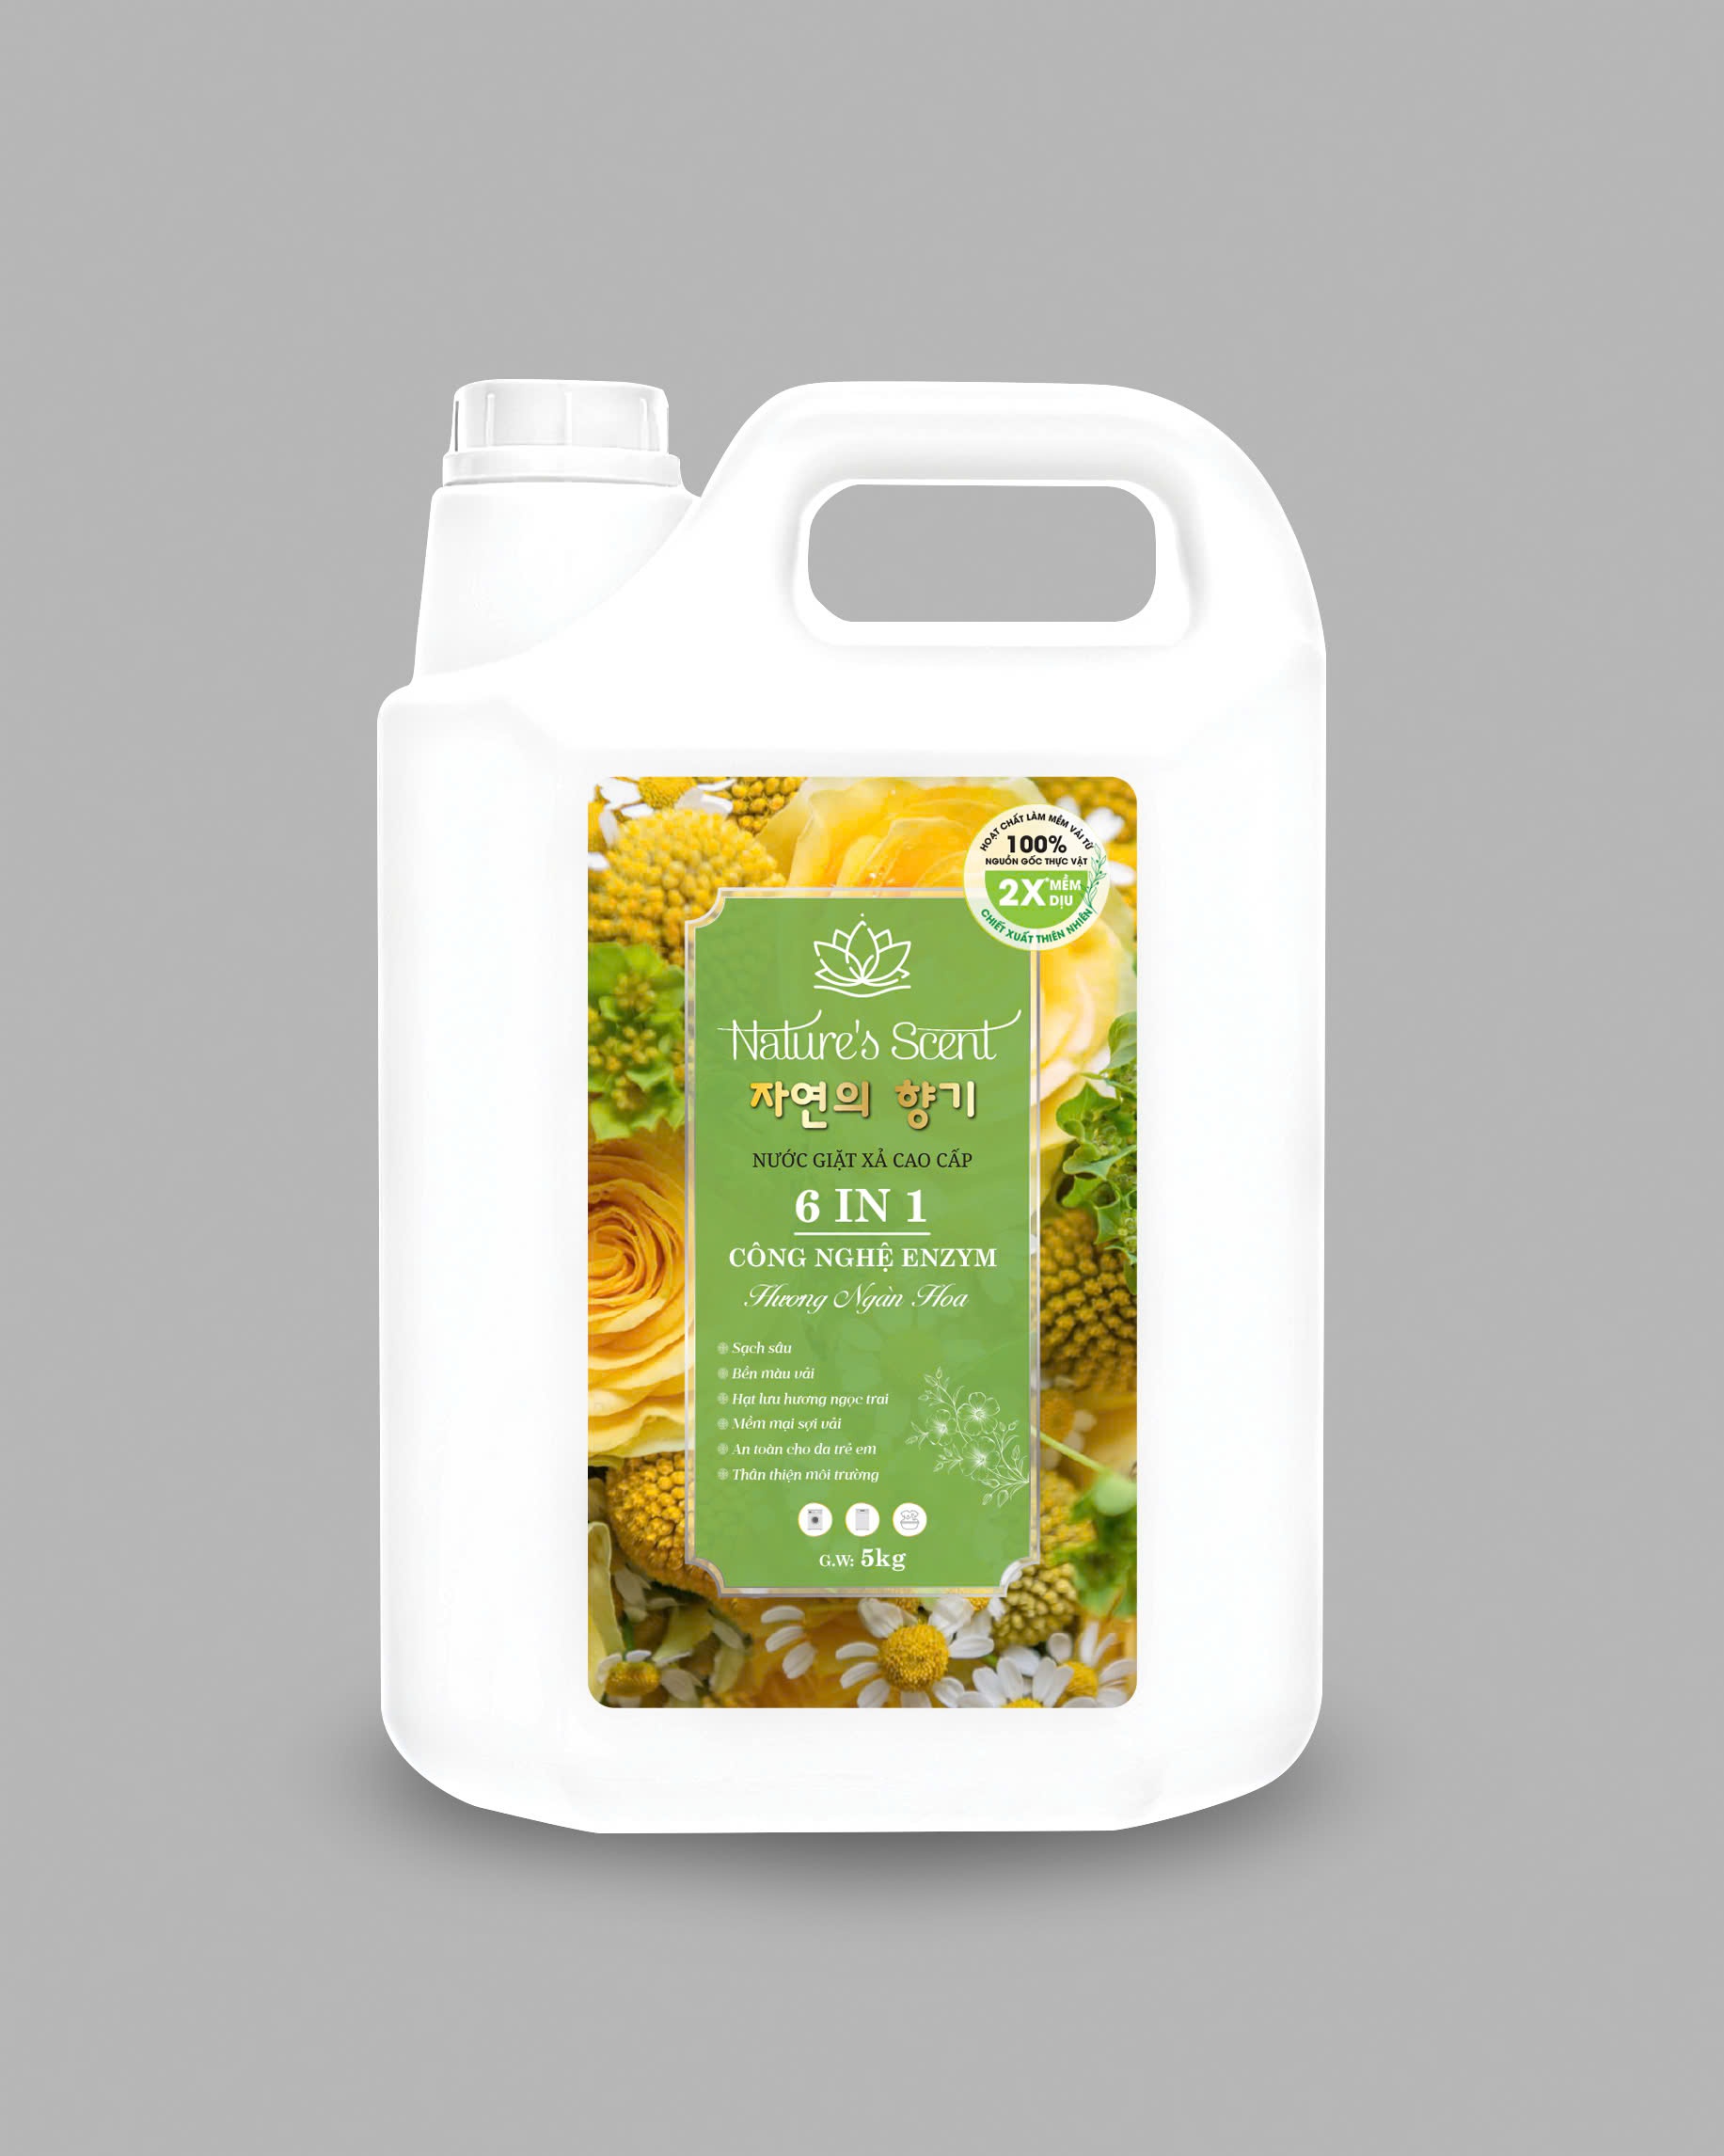 HOẠT CHẤT LÀM MỀM VẢI TỪ
100%
NGUỒN GỐC THỰC VẬT
2X*MỀM
DỊU
CHIẾT XUẤT THIÊN NHIÊN
Nature's Scent
자연의 향기
NƯỚC GIẶT XẢ CAO CẤP
6 IN 1
CÔNG NGHỆ ENZYM
Hương Ngàn Hoa
Sạch sâu
Bền màu vải
Hạt lưu hương ngọc trai
Mềm mại sợi vải
An toàn cho da trẻ em
Thân thiện môi trường
G.W: 5kg